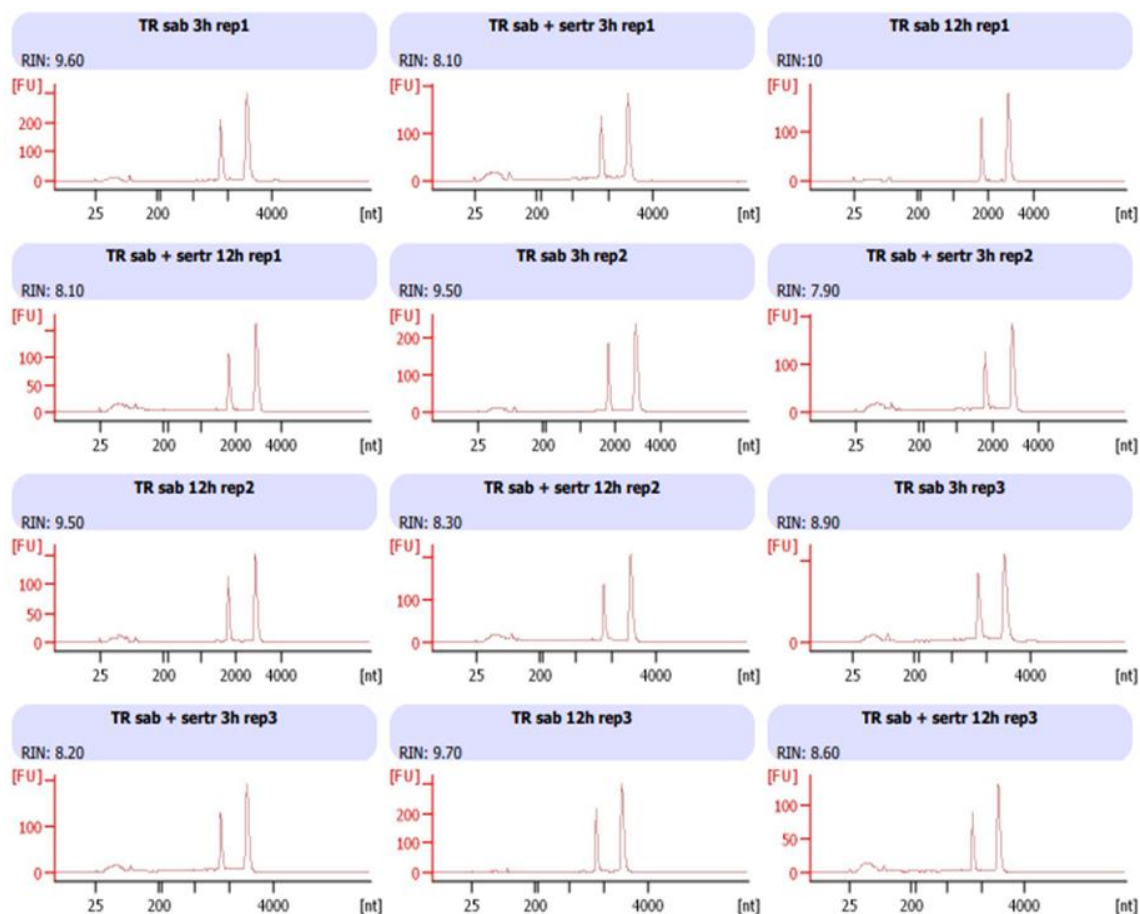 TR sab 3h rep1
RIN: 9.60
[FU]
200
100
0
25 200 4000 [nt]
TR sab + sertr 3h rep1
RIN: 8.10
[FU]
100
0
25 200 4000 [nt]
TR sab 12h rep1
RIN:10
[FU]
100
0
25 200 2000 4000 [nt]
TR sab + sertr 12h rep1
RIN: 8.10
[FU]
100
50
0
25 200 2000 4000 [nt]
TR sab 3h rep2
RIN: 9.50
[FU]
200
100
0
25 200 2000 4000 [nt]
TR sab + sertr 3h rep2
RIN: 7.90
[FU]
100
0
25 200 2000 4000 [nt]
TR sab 12h rep2
RIN: 9.50
[FU]
100
50
0
25 200 2000 4000 [nt]
TR sab + sertr 12h rep2
RIN: 8.30
[FU]
100
0
25 200 4000 [nt]
TR sab 3h rep3
RIN: 8.90
[FU]
0
25 200 4000 [nt]
TR sab + sertr 3h rep3
RIN: 8.20
[FU]
100
0
25 200 4000 [nt]
TR sab 12h rep3
RIN: 9.70
[FU]
200
100
0
25 200 4000 [nt]
TR sab + sertr 12h rep3
RIN: 8.60
[FU]
100
50
0
25 200 4000 [nt]